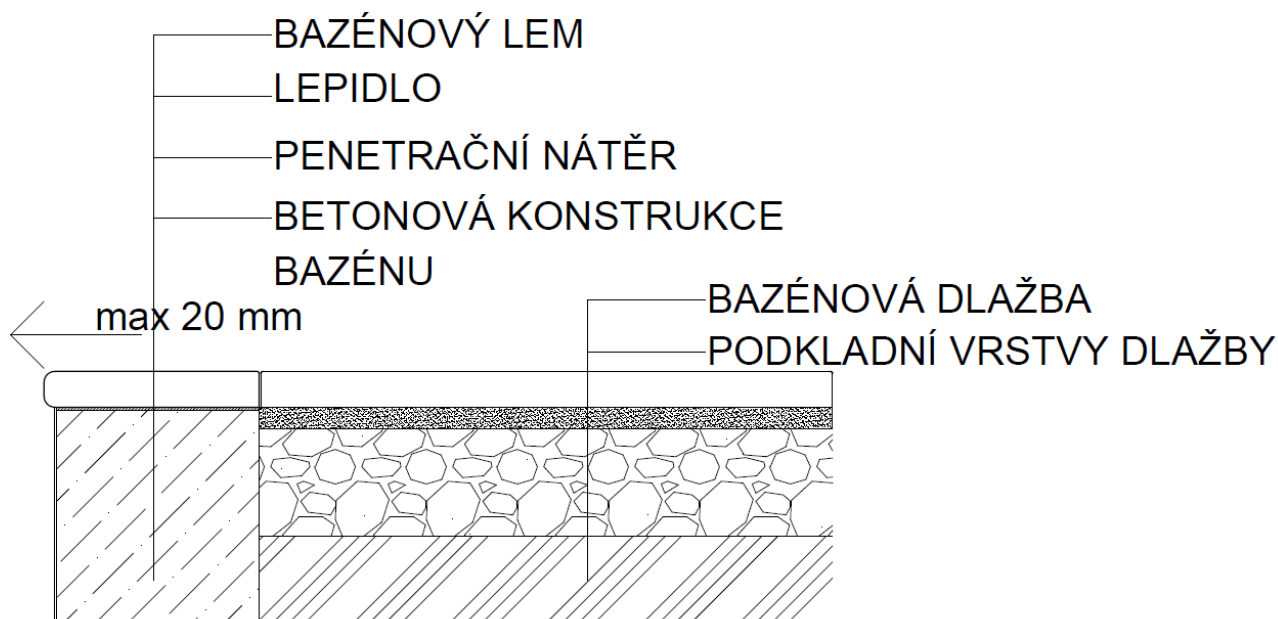 BAZÉNOVÝ LEM
LEPIDLO
PENETRAČNÍ NÁTĚR
BETONOVÁ KONSTRUKCE
BAZÉNU
max 20 mm
BAZÉNOVÁ DLAŽBA
PODKLADNÍ VRSTVY DLAŽBY